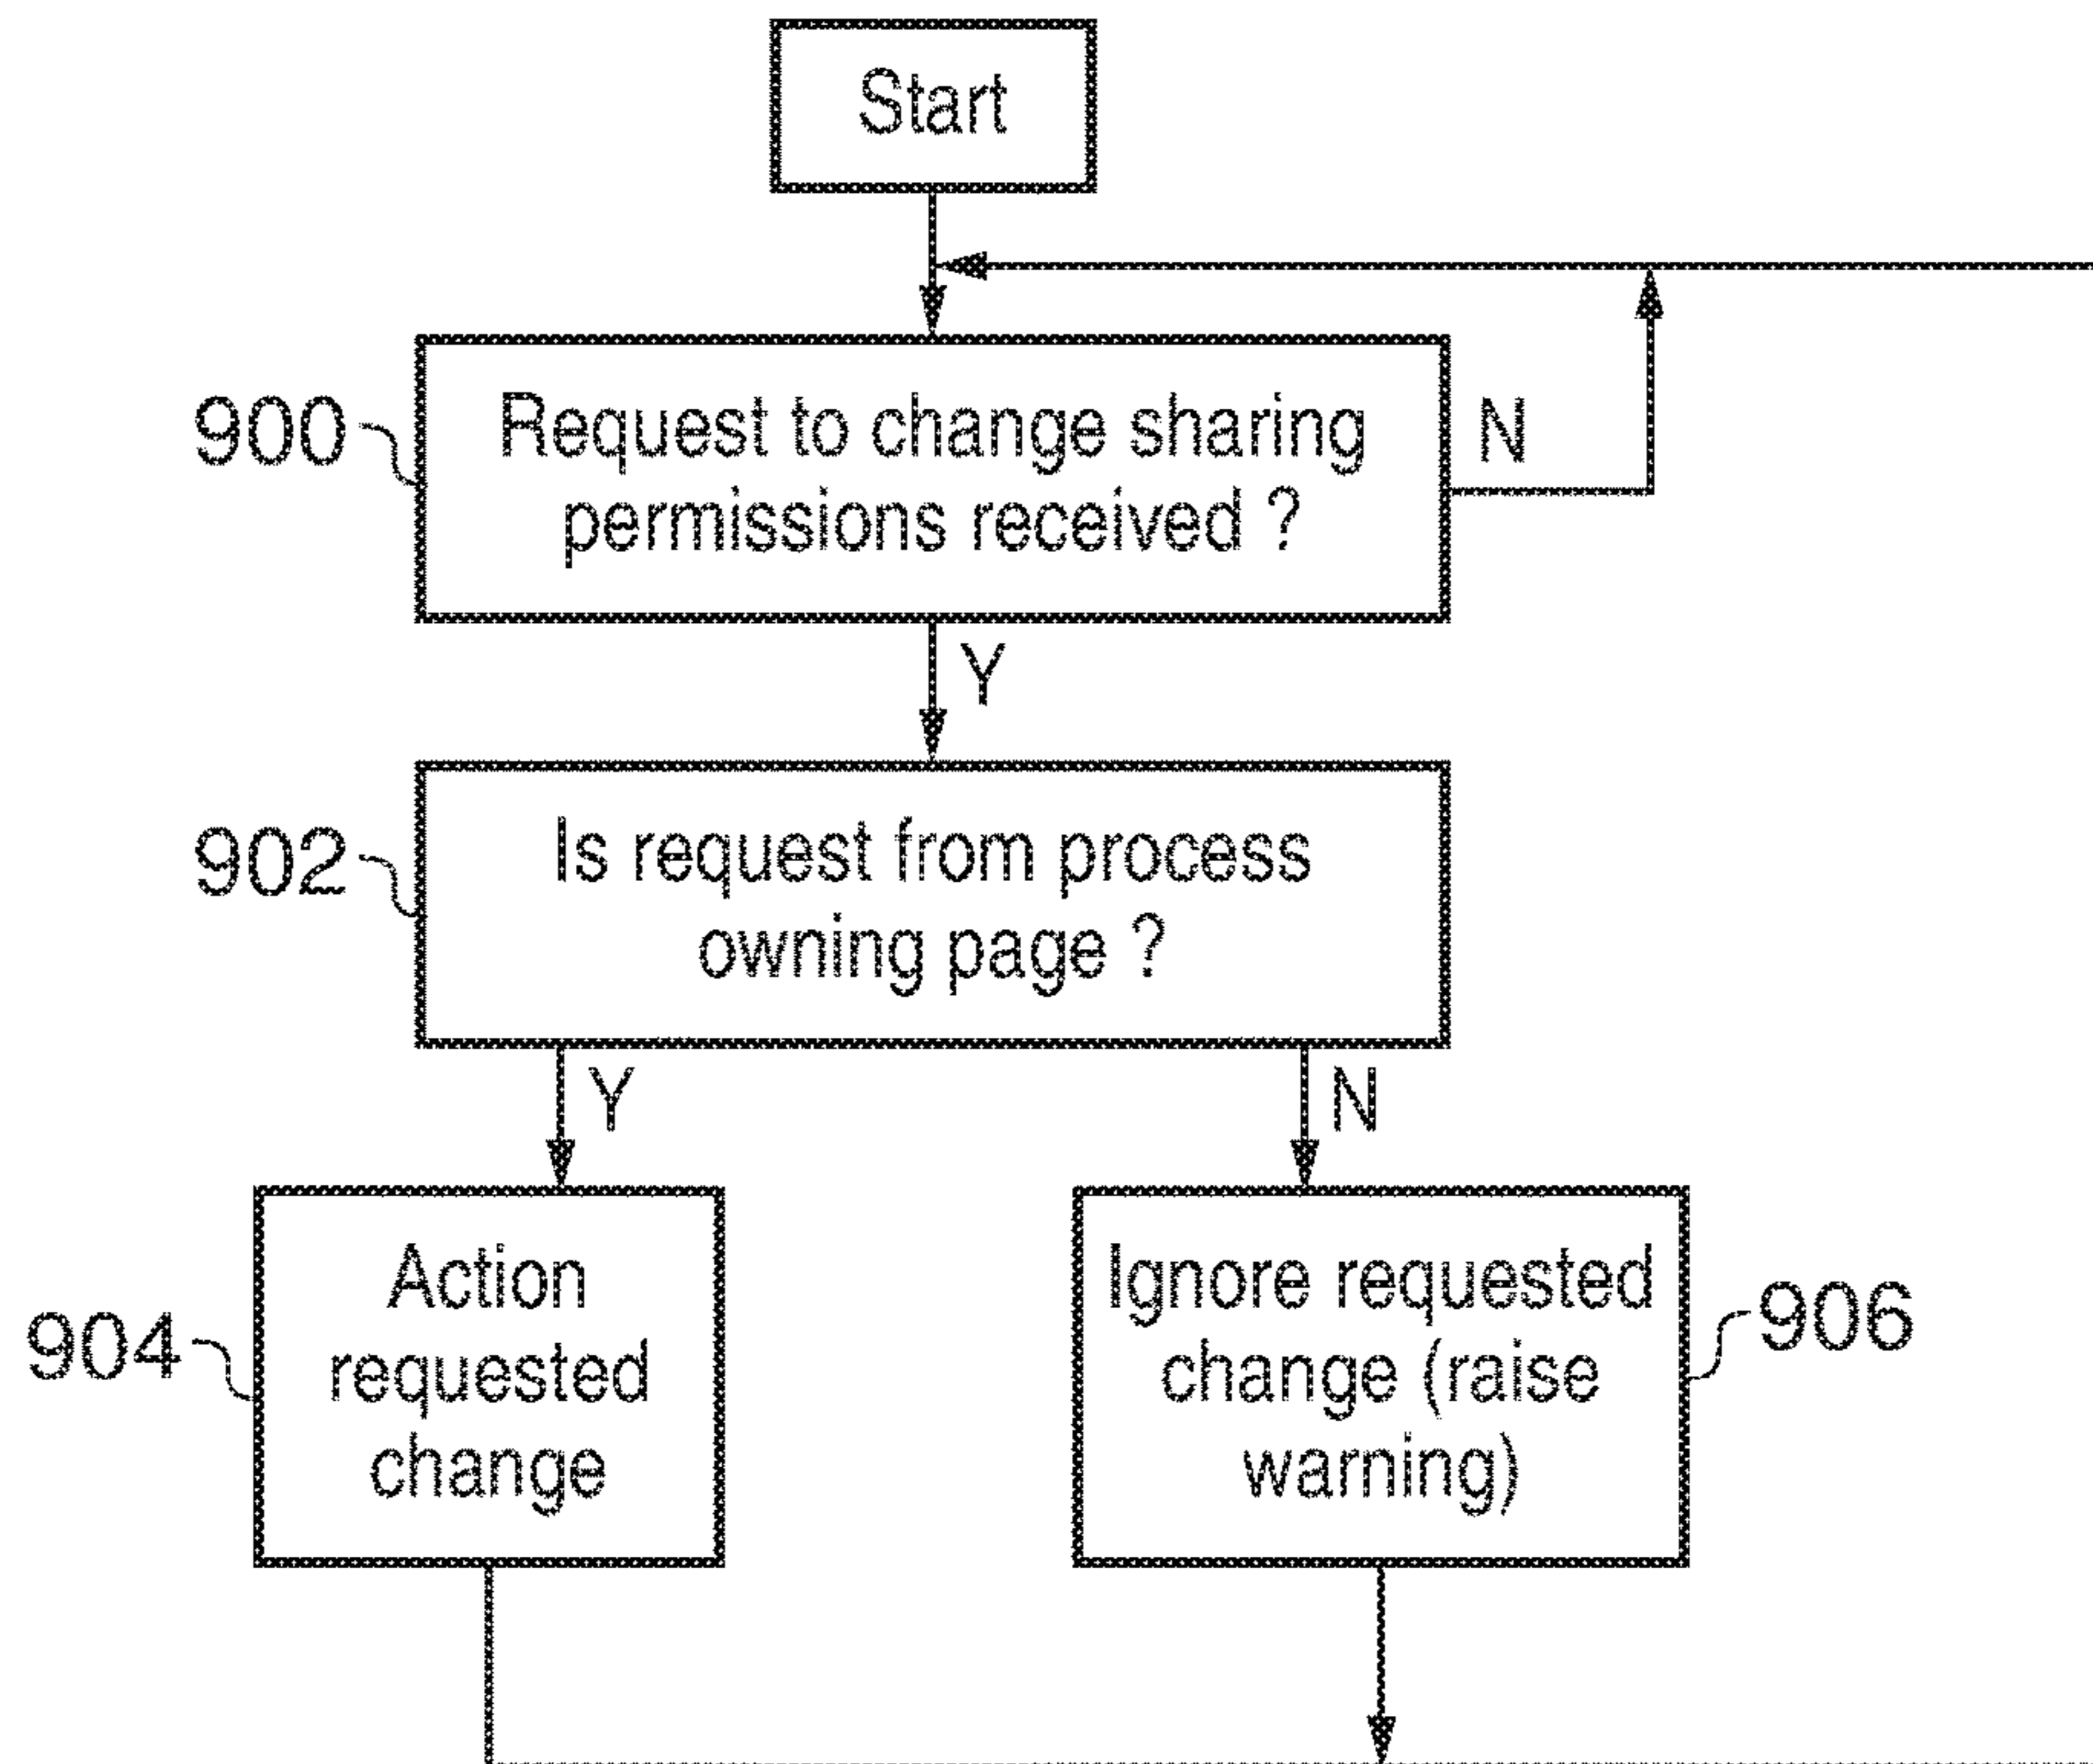 Start
900
Request to change sharing
permissions received ?
N
Y
902
Is request from process
owning page ?
Y
N
904
Action
requested
change
Ignore requested
change (raise
warning)
906